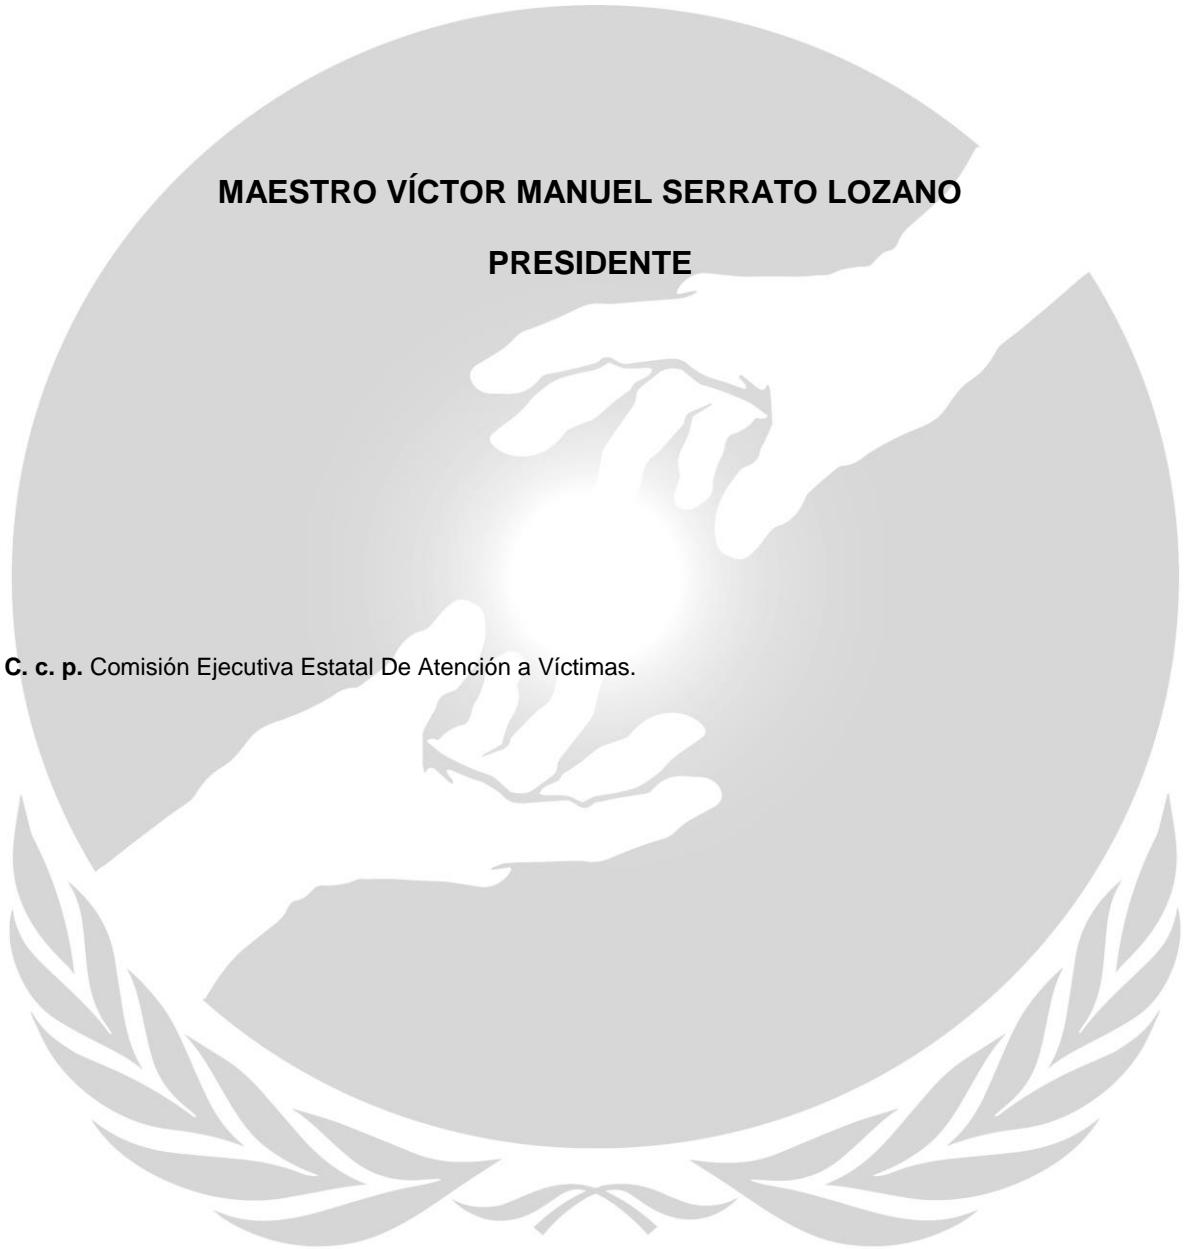 MAESTRO VÍCTOR MANUEL SERRATO LOZANO
PRESIDENTE
C. c. p. Comisión Ejecutiva Estatal De Atención a Víctimas.